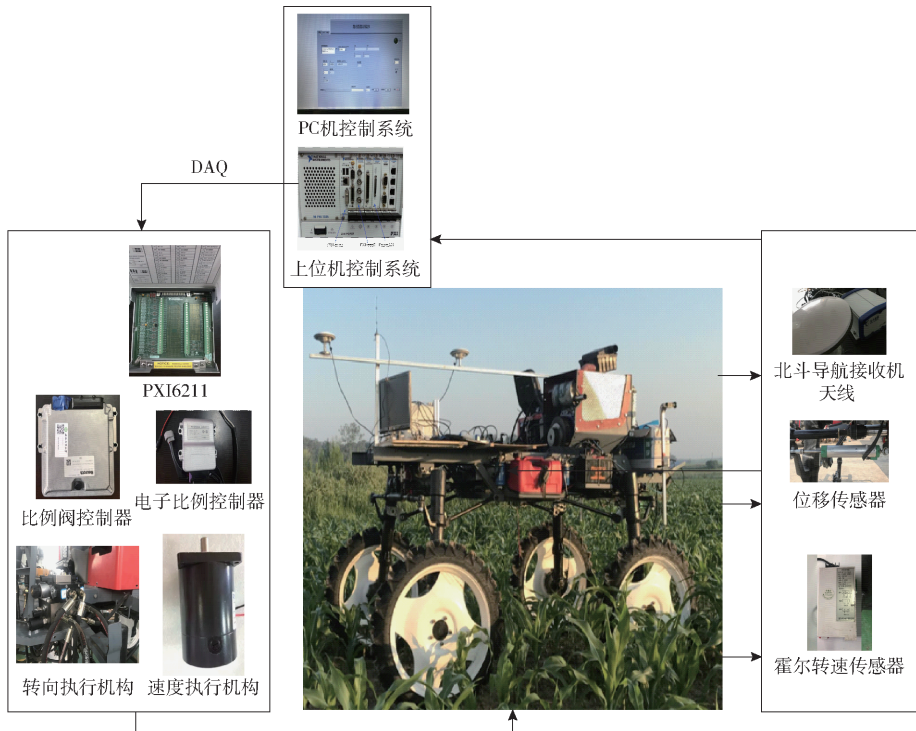 PC机控制系统
DAQ
上位机控制系统
PXI6211
比例阀控制器
电子比例控制器
转向执行机构
速度执行机构
北斗导航接收机
天线
位移传感器
霍尔转速传感器